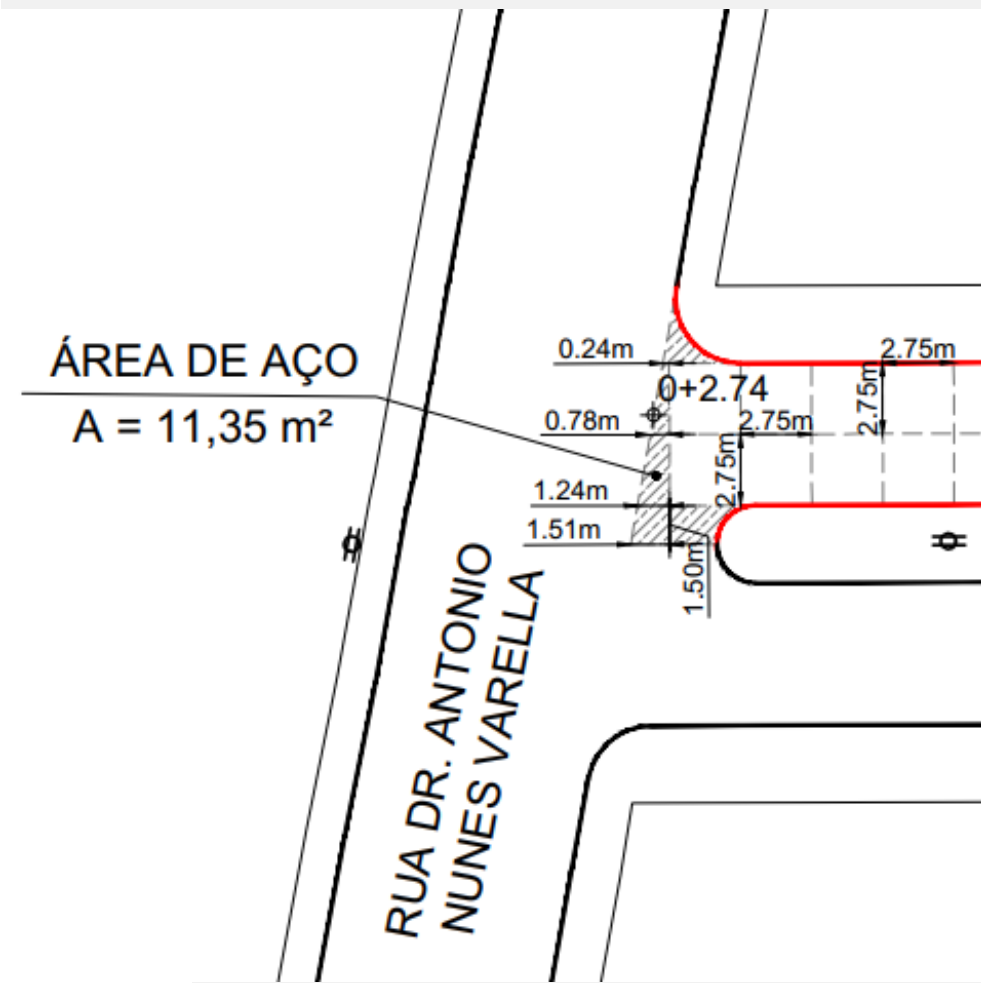 ÁREA DE AÇO
A = 11,35 m²
0.24m
2.75m
0+2.74
2.75m
0.78m
2.75m
2.75m
1.24m
1.51m
1.50m
RUA DR. ANTONIO
NUNES VARELLA